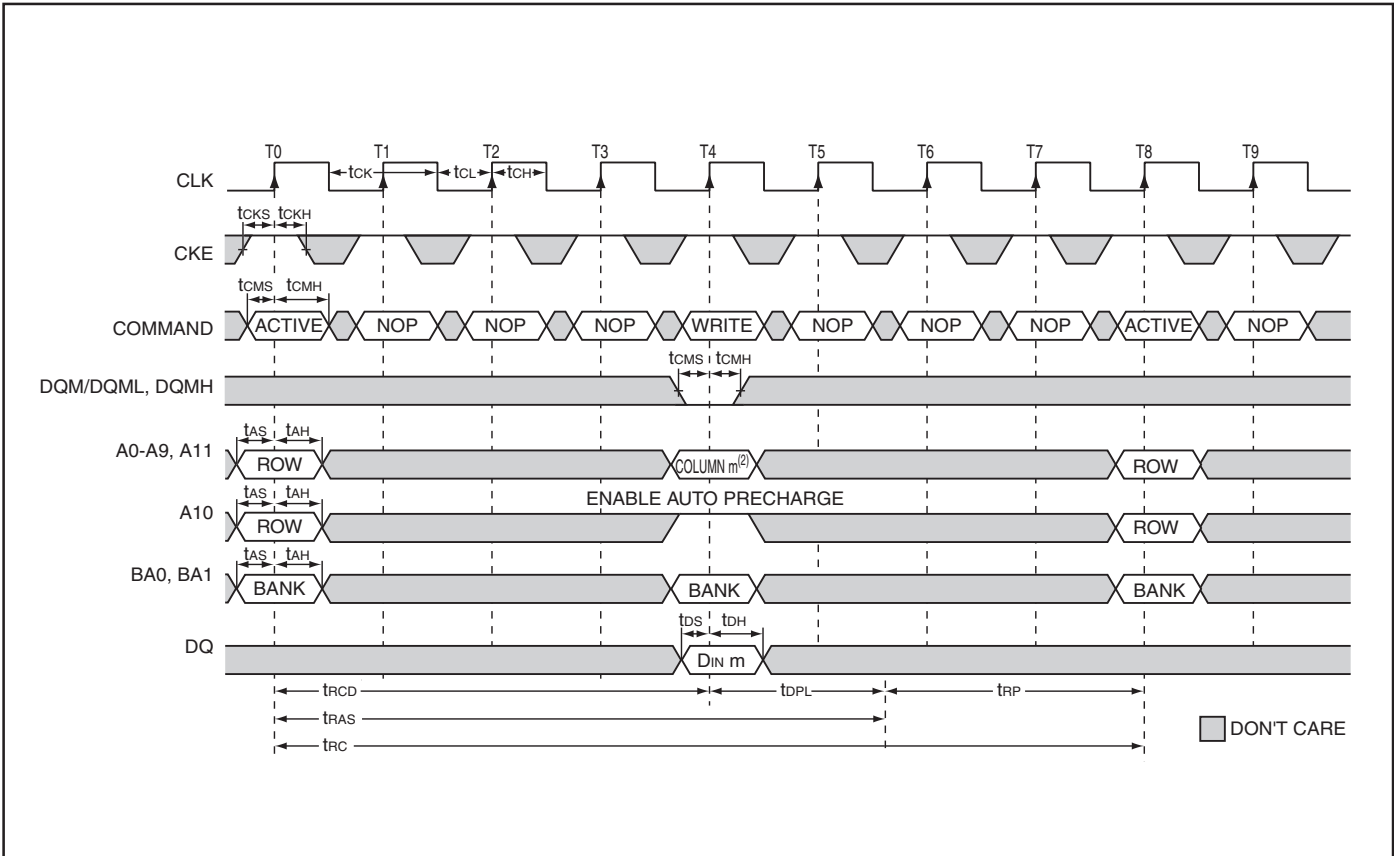 T0 T1 T2 T3 T4 T5 T6 T7 T8 T9
CLK tCK tCL tCH
tCKS tCKH
CKE
tCMS tCMH
COMMAND ACTIVE NOP NOP NOP WRITE NOP NOP NOP ACTIVE NOP
tCMS tCMH
DQM/DQML, DQMH
tAS tAH
A0-A9, A11 ROW COLUMN m(2) ROW
tAS tAH ENABLE AUTO PRECHARGE
A10 ROW ROW
tAS tAH
BA0, BA1 BANK BANK BANK
tDS tDH
DQ DIN m
tRCD tDPL tRP
tRAS
DON'T CARE
tRC